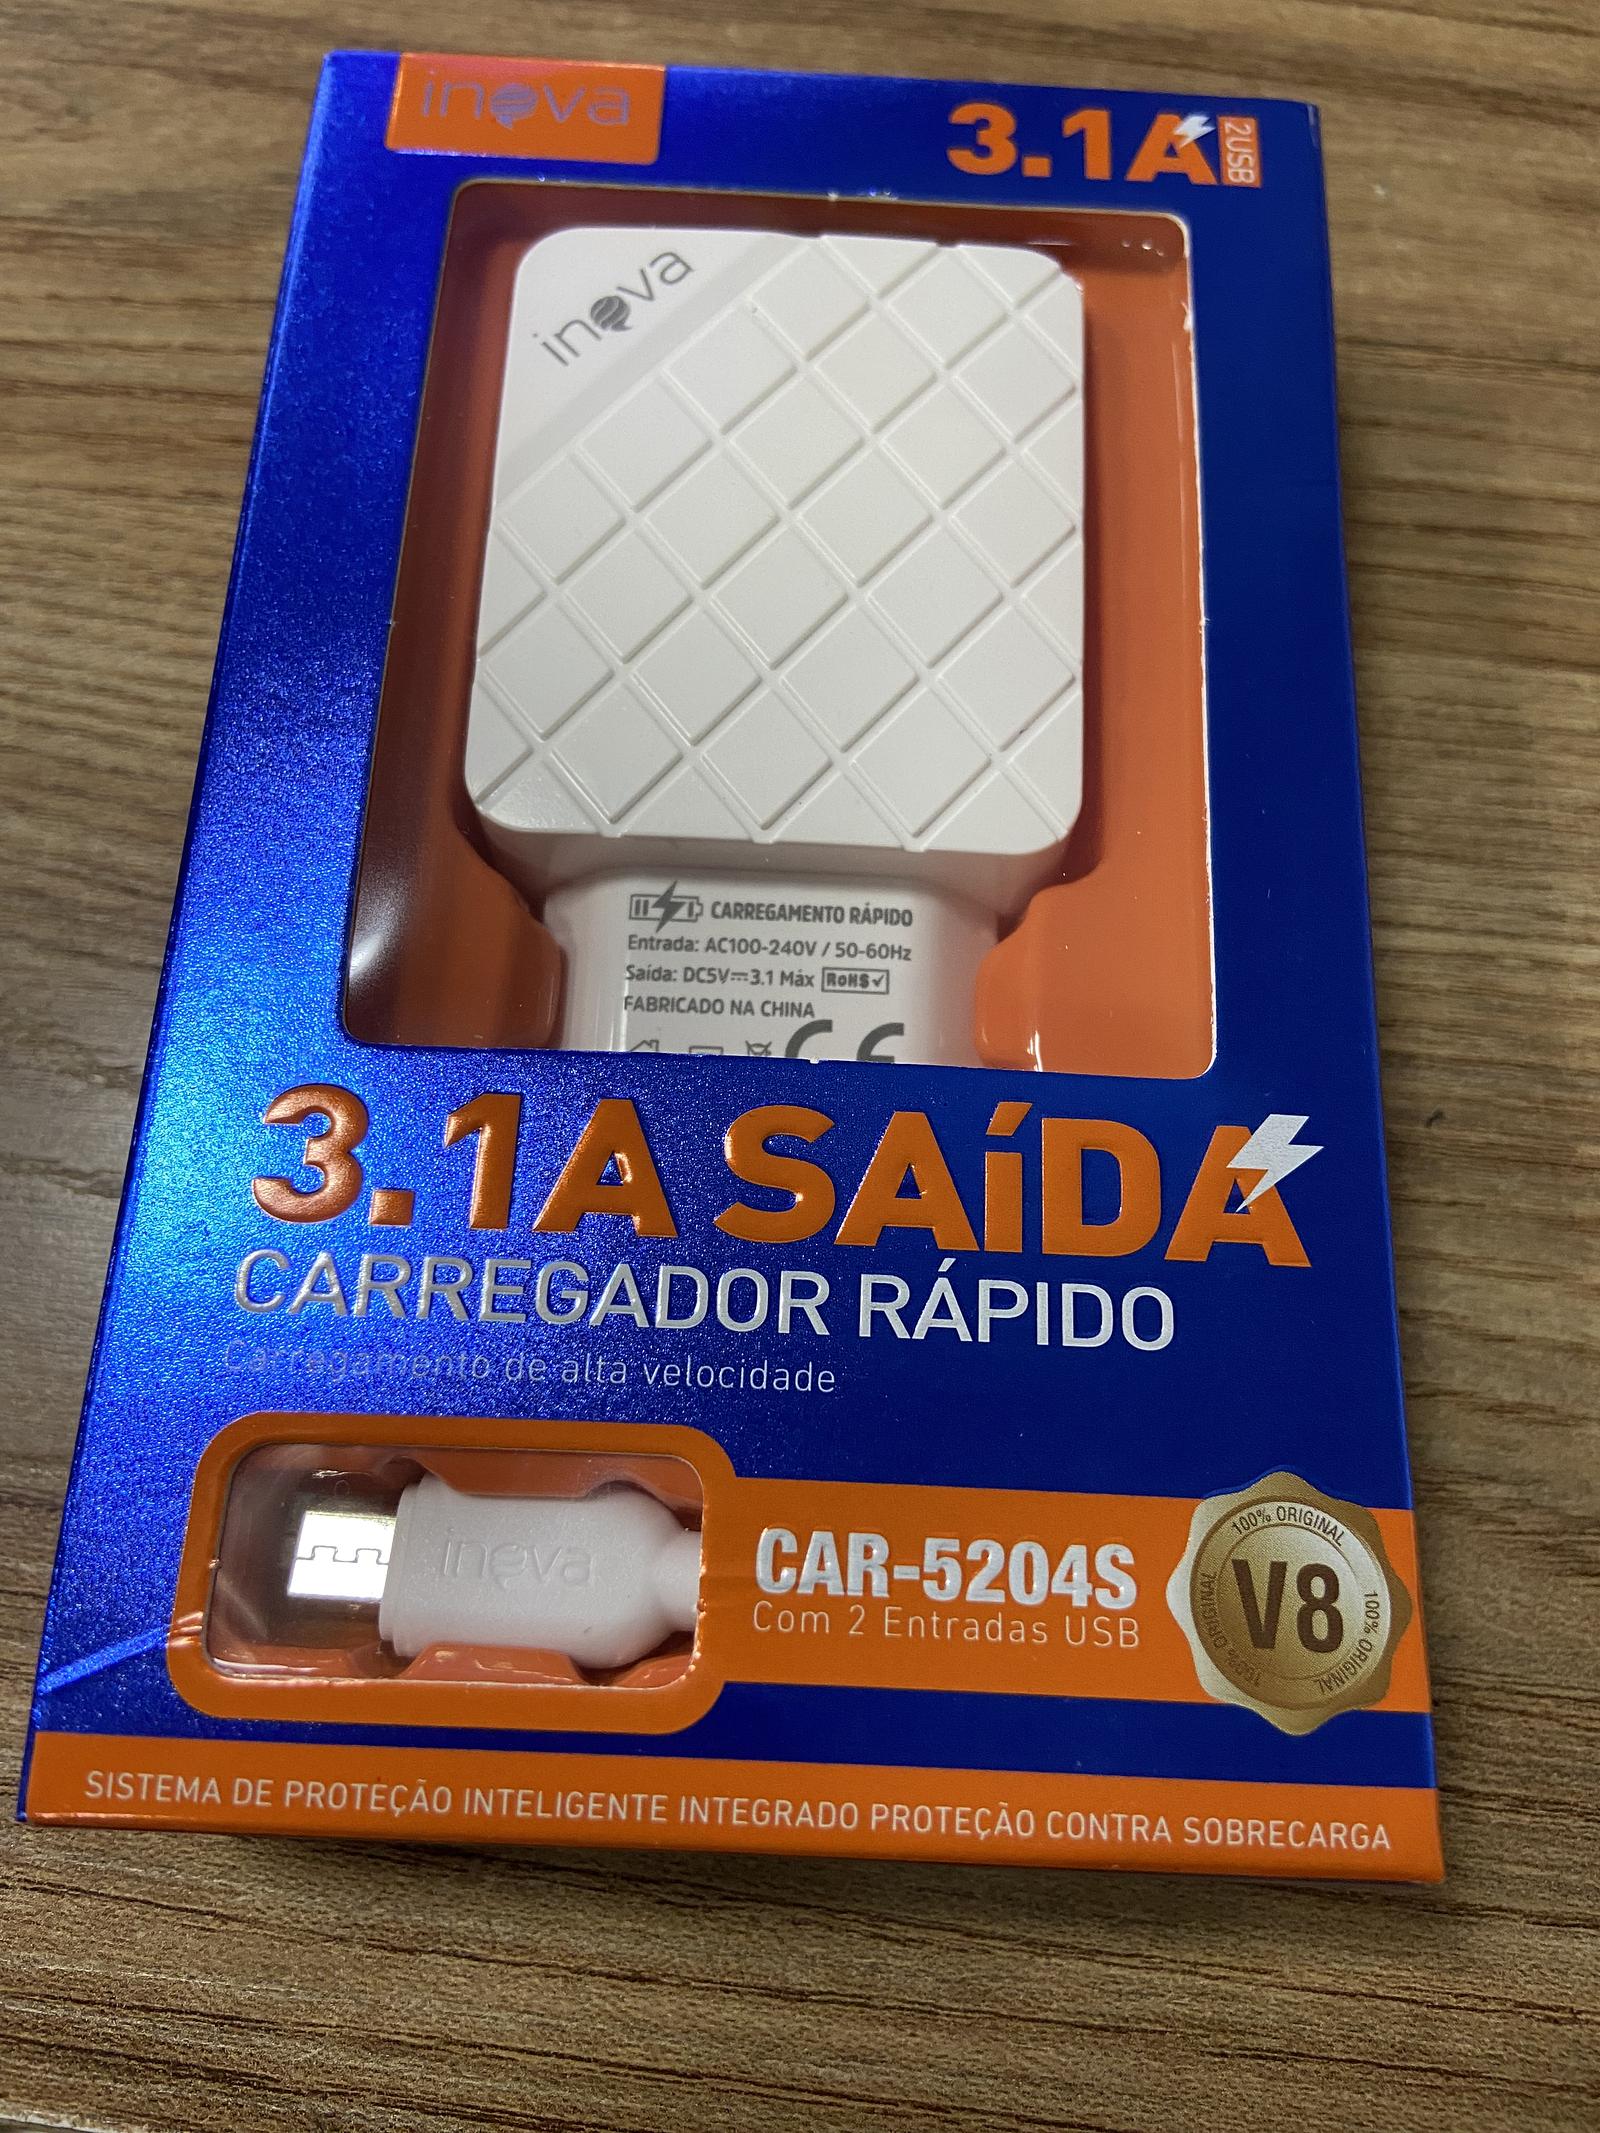 inova
3.1A
2USB
inova
CARREGAMENTO RÁPIDO
Entrada: AC100-240V / 50-60Hz
Saída: DC5V⎓3.1 Máx RoHS✓
FABRICADO NA CHINA
CE
3.1A SAíDA
CARREGADOR RÁPIDO
Carregamento de alta velocidade
inova
CAR-5204S
Com 2 Entradas USB
100% ORIGINAL
V8
100% ORIGINAL
100% ORIGINAL
SISTEMA DE PROTEÇÃO INTELIGENTE INTEGRADO PROTEÇÃO CONTRA SOBRECARGA